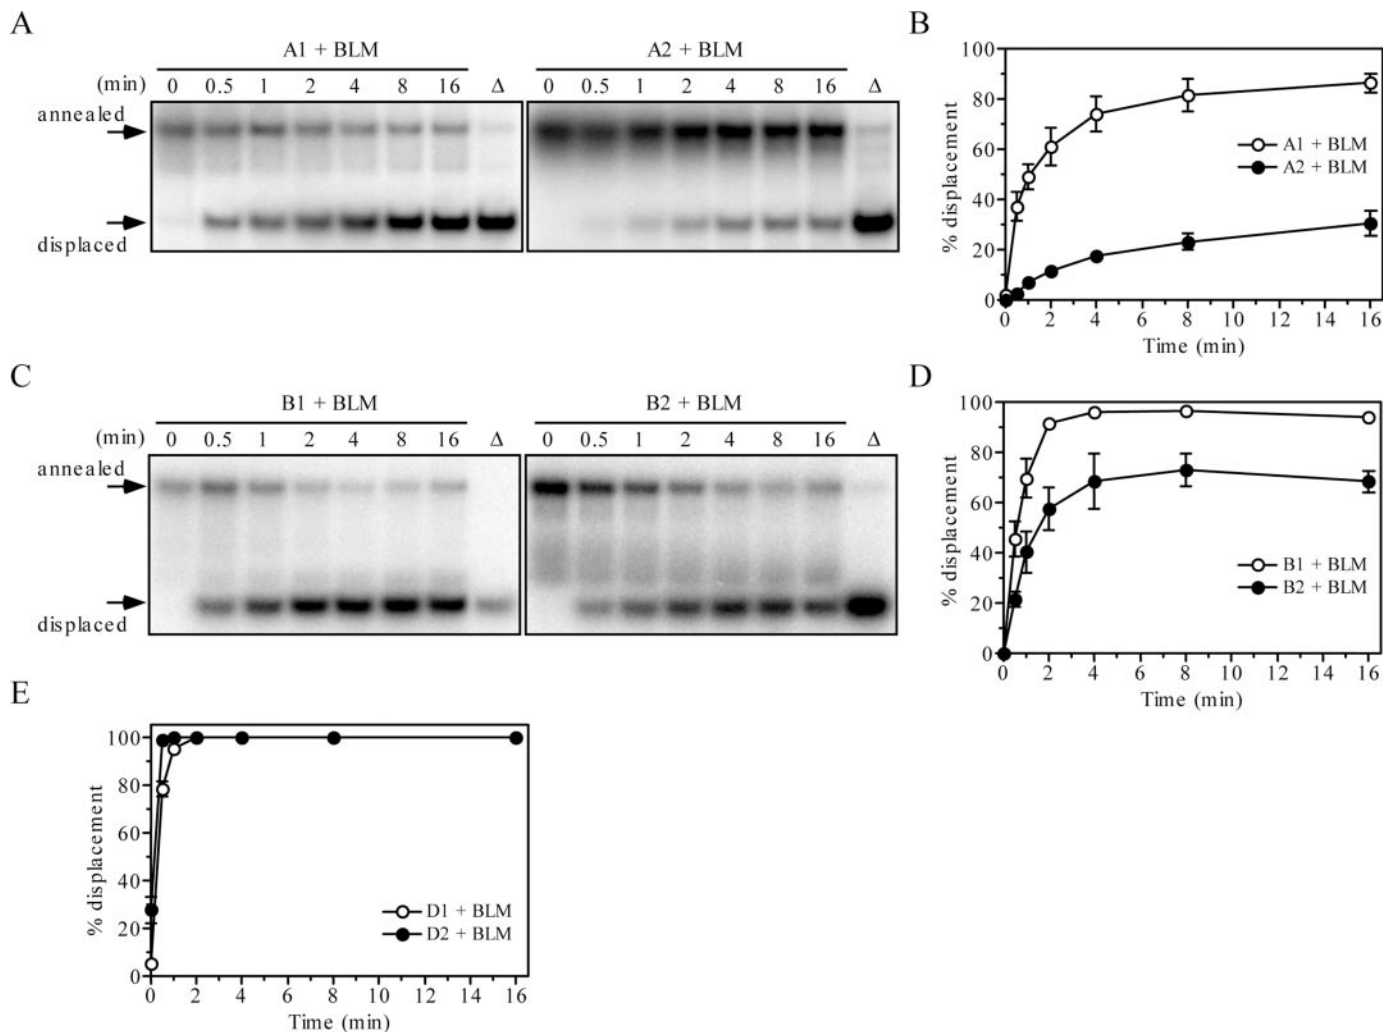 A
A1 + BLM
A2 + BLM
(min) 0 0.5 1 2 4 8 16 Δ 0 0.5 1 2 4 8 16 Δ
annealed
displaced
B
100
80
60
40
20
0
% displacement
A1 + BLM
A2 + BLM
0 2 4 6 8 10 12 14 16
Time (min)
C
B1 + BLM
B2 + BLM
(min) 0 0.5 1 2 4 8 16 Δ 0 0.5 1 2 4 8 16 Δ
annealed
displaced
D
100
80
60
40
20
0
% displacement
B1 + BLM
B2 + BLM
0 2 4 6 8 10 12 14 16
Time (min)
E
100
80
60
40
20
0
% displacement
D1 + BLM
D2 + BLM
0 2 4 6 8 10 12 14 16
Time (min)